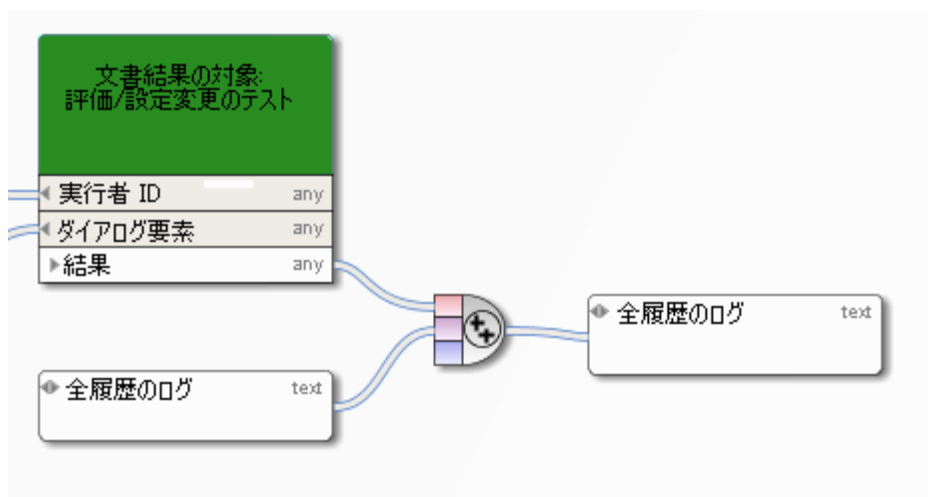 文書結果の対象:
評価/設定変更のテスト
実行者 ID any
ダイアログ要素 any
結果 any
全履歴のログ text
全履歴のログ text